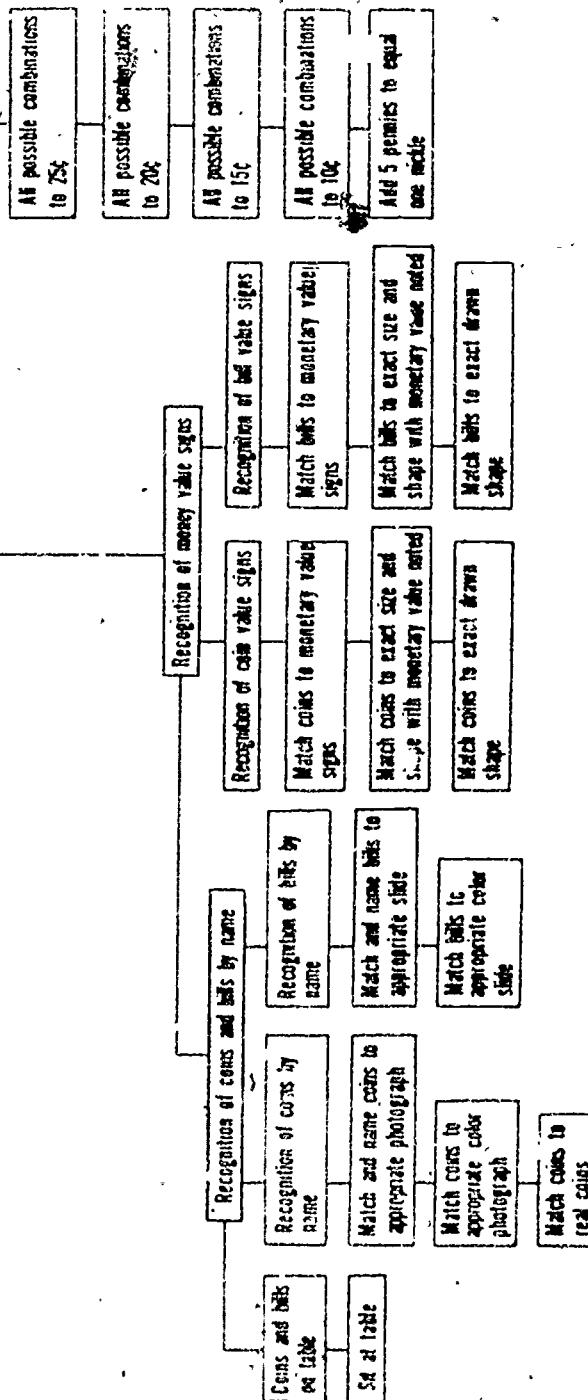 All possible combinations
to 25¢
All possible combinations
to 20¢
All possible combinations
to 15¢
All possible combinations
to 10¢
Add 5 pennies to equal
one nickle
Recognition of money value signs
Recognition of coin value signs
Match coins to monetary value
signs
Match coins to exact size and
shape with monetary value noted
Match coins to exact drawn
shape
Recognition of bill value signs
Match bills to monetary value
signs
Match bills to exact size and
shape with monetary value noted
Match bills to exact drawn
shape
Recognition of coins and bills by name
Coins and bills
on table
Sit at table
Recognition of coins by
name
Match and name coins to
appropriate photograph
Match coins to
appropriate color
photograph
Match coins to
real coins
Recognition of bills by
name
Match and name bills to
appropriate slide
Match bills to
appropriate color
slide